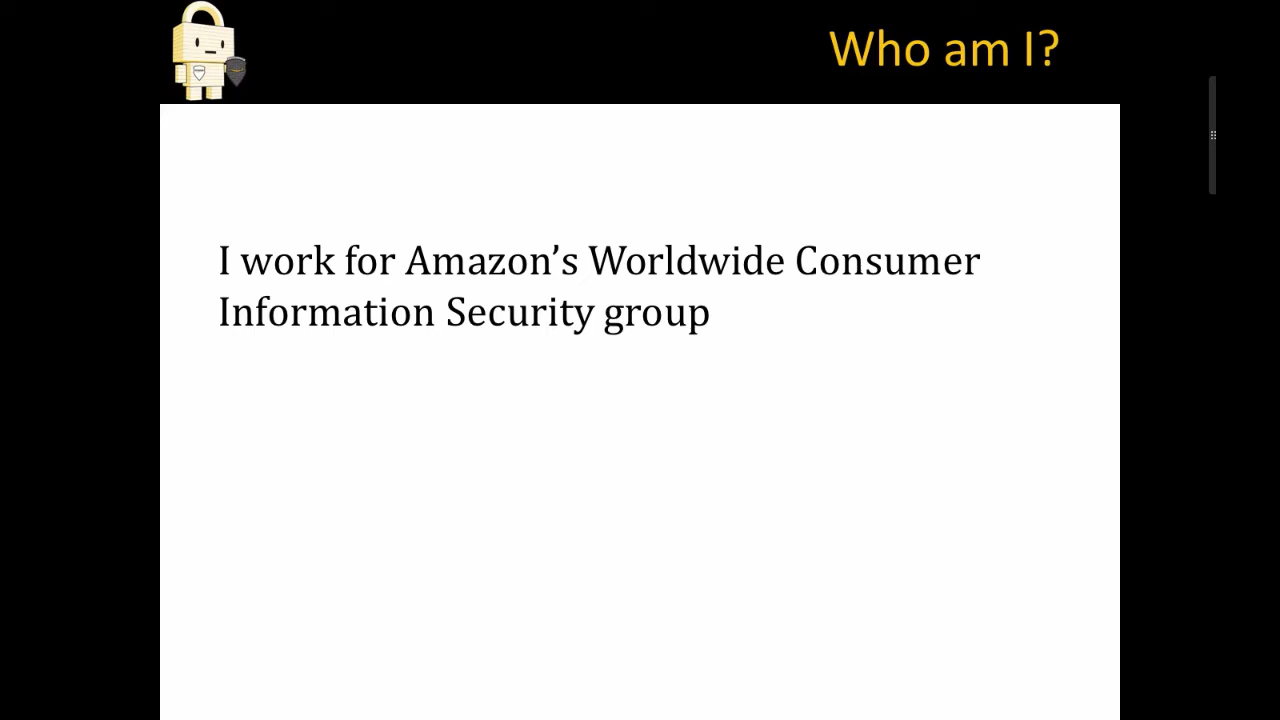 Who am I?
I work for Amazon’s Worldwide Consumer
Information Security group